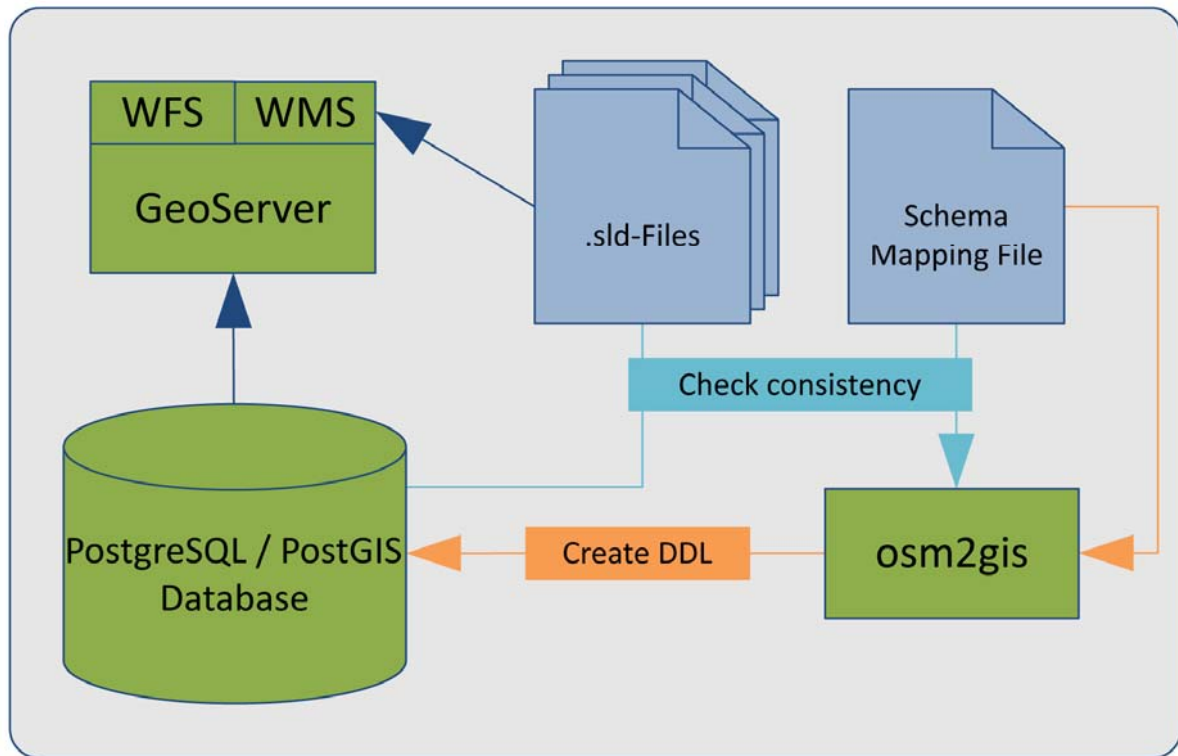 WFS
WMS
GeoServer
.sld-Files
Schema
Mapping File
Check consistency
PostgreSQL / PostGIS
Database
Create DDL
osm2gis